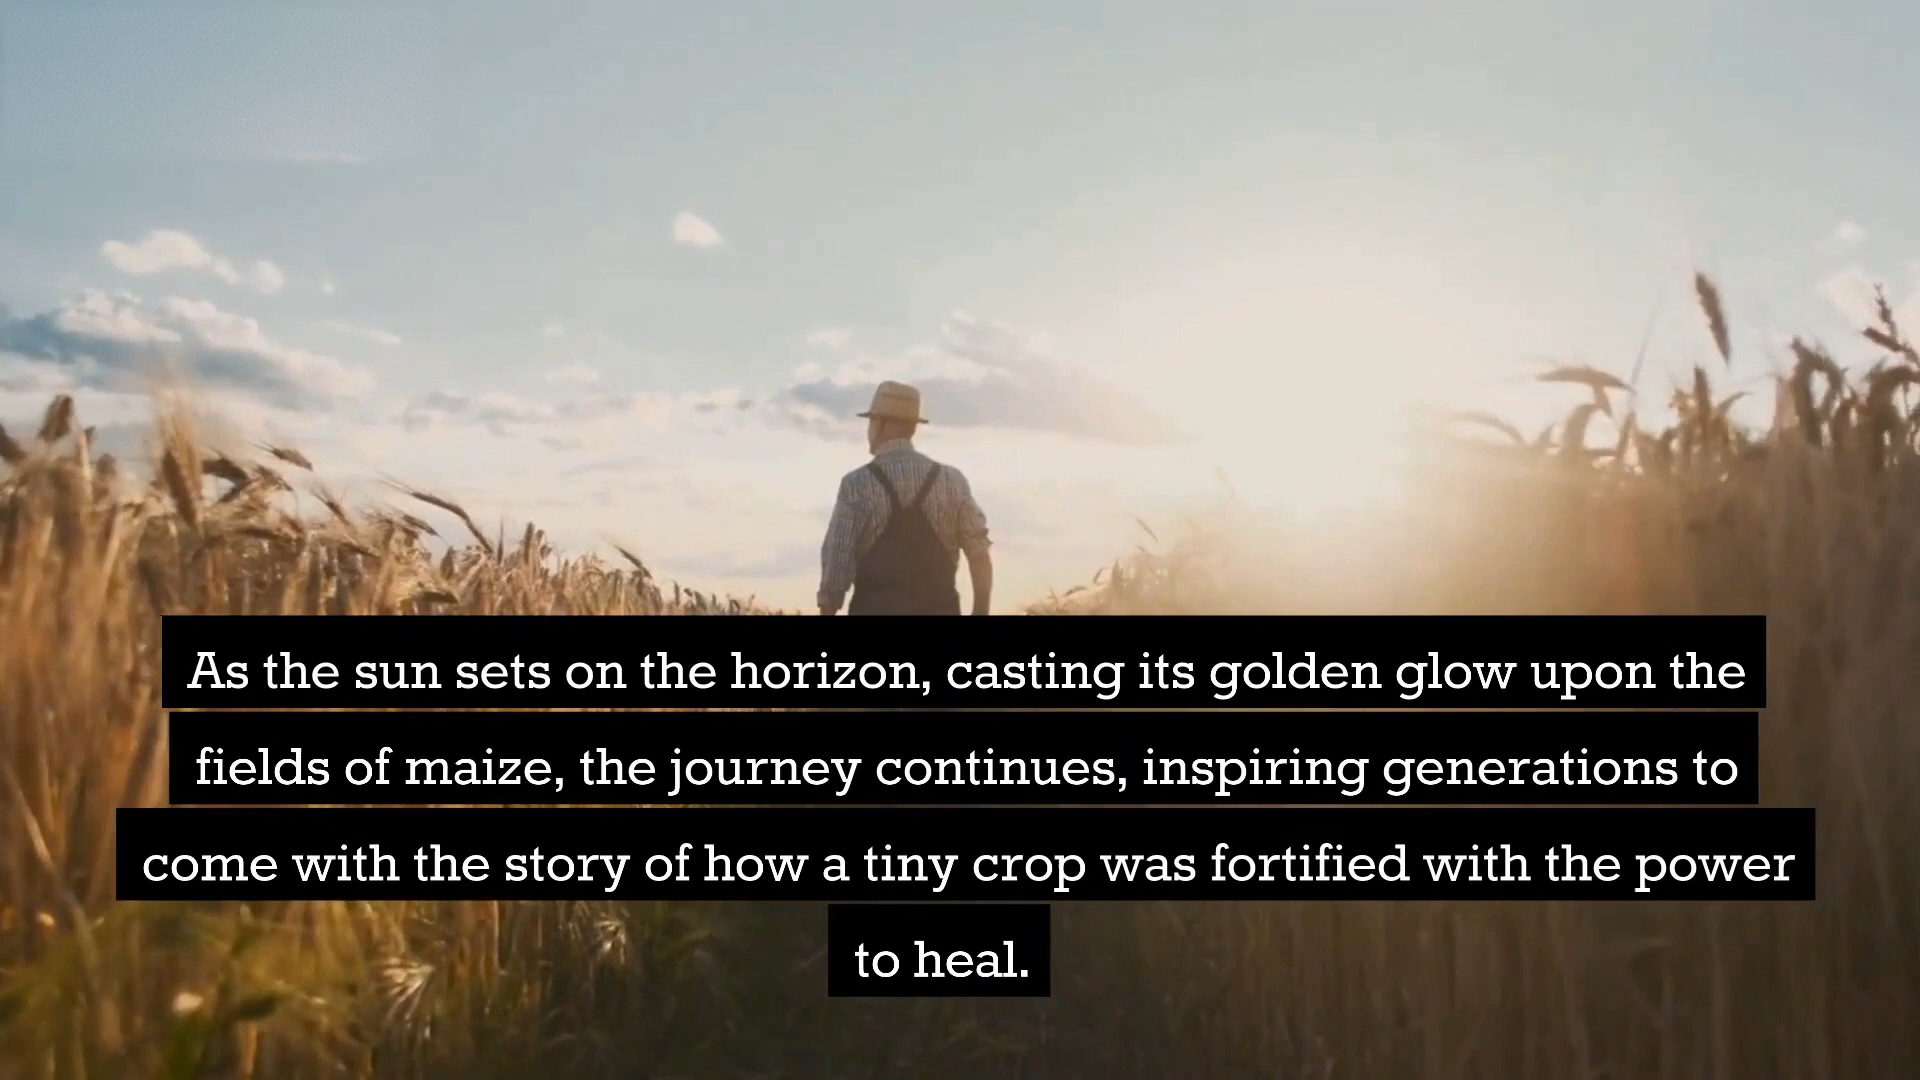 As the sun sets on the horizon, casting its golden glow upon the
fields of maize, the journey continues, inspiring generations to
come with the story of how a tiny crop was fortified with the power
to heal.